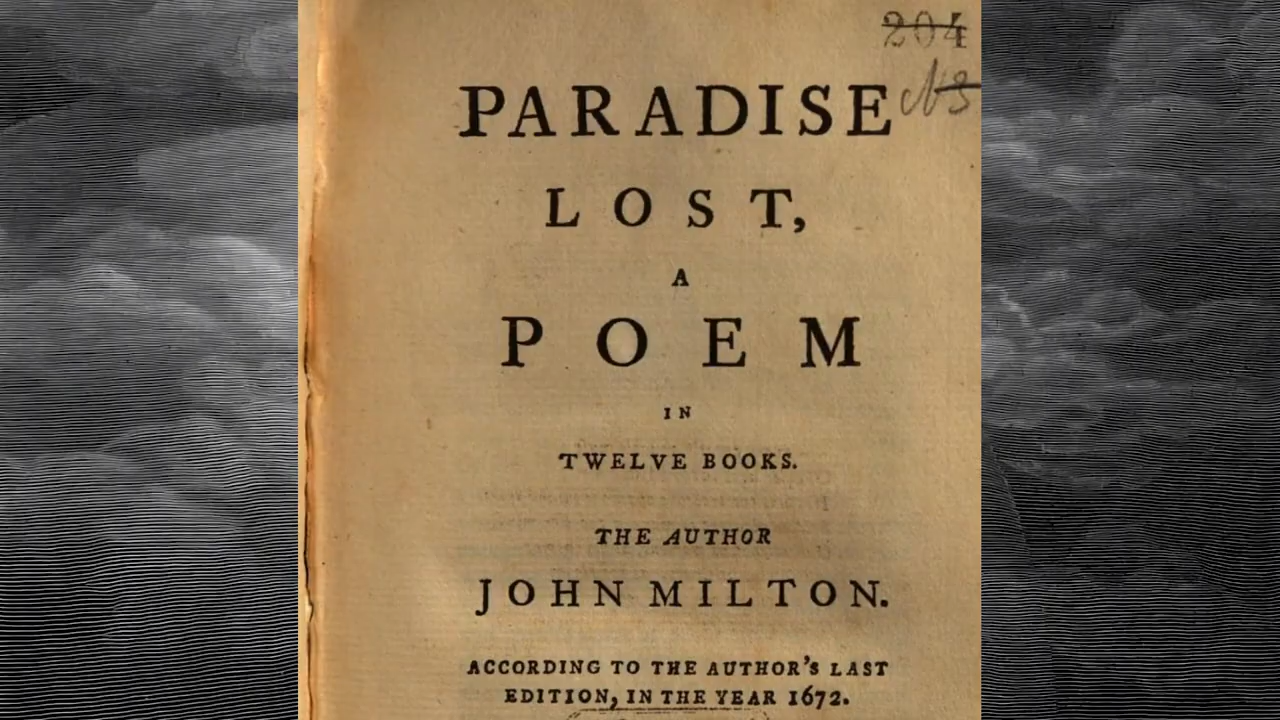 204
PARADISE
LOST,
A
POEM
IN
TWELVE BOOKS.
THE AUTHOR
JOHN MILTON.
ACCORDING TO THE AUTHOR'S LAST
EDITION, IN THE YEAR 1672.